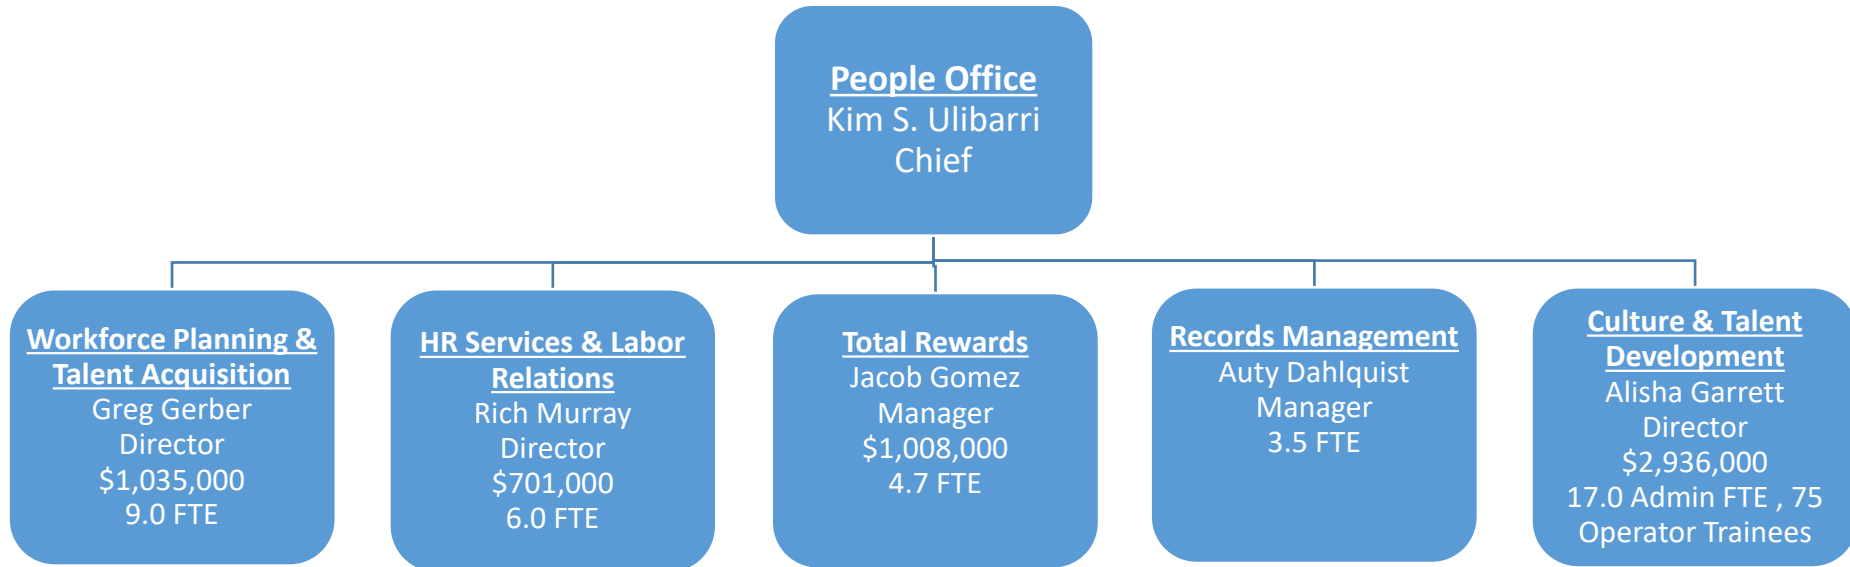 People Office
Kim S. Ulibarri
Chief
Workforce Planning &
Talent Acquisition
Greg Gerber
Director
$1,035,000
9.0 FTE
HR Services & Labor
Relations
Rich Murray
Director
$701,000
6.0 FTE
Total Rewards
Jacob Gomez
Manager
$1,008,000
4.7 FTE
Records Management
Auty Dahlquist
Manager
3.5 FTE
Culture & Talent
Development
Alisha Garrett
Director
$2,936,000
17.0 Admin FTE , 75
Operator Trainees